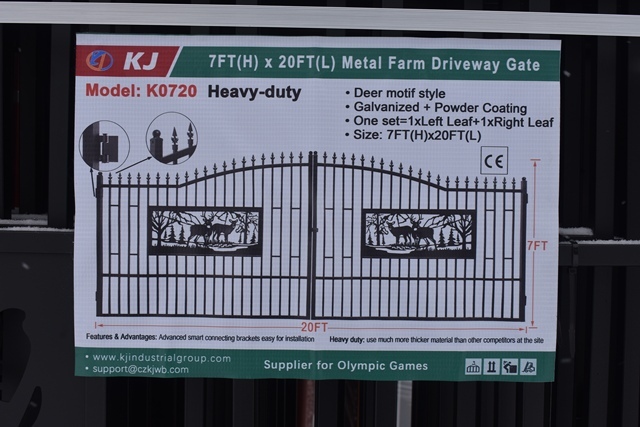 KJ
7FT(H) x 20FT(L) Metal Farm Driveway Gate
Model: K0720 Heavy-duty
• Deer motif style
• Galvanized + Powder Coating
• One set=1xLeft Leaf+1xRight Leaf
• Size: 7FT(H)x20FT(L)
CE
7FT
20FT
Features & Advantages: Advanced smart connecting brackets easy for installation
Heavy duty: use much more thicker material than other competitors at the site
• www.kjindustrialgroup.com
• support@czkjwb.com
Supplier for Olympic Games